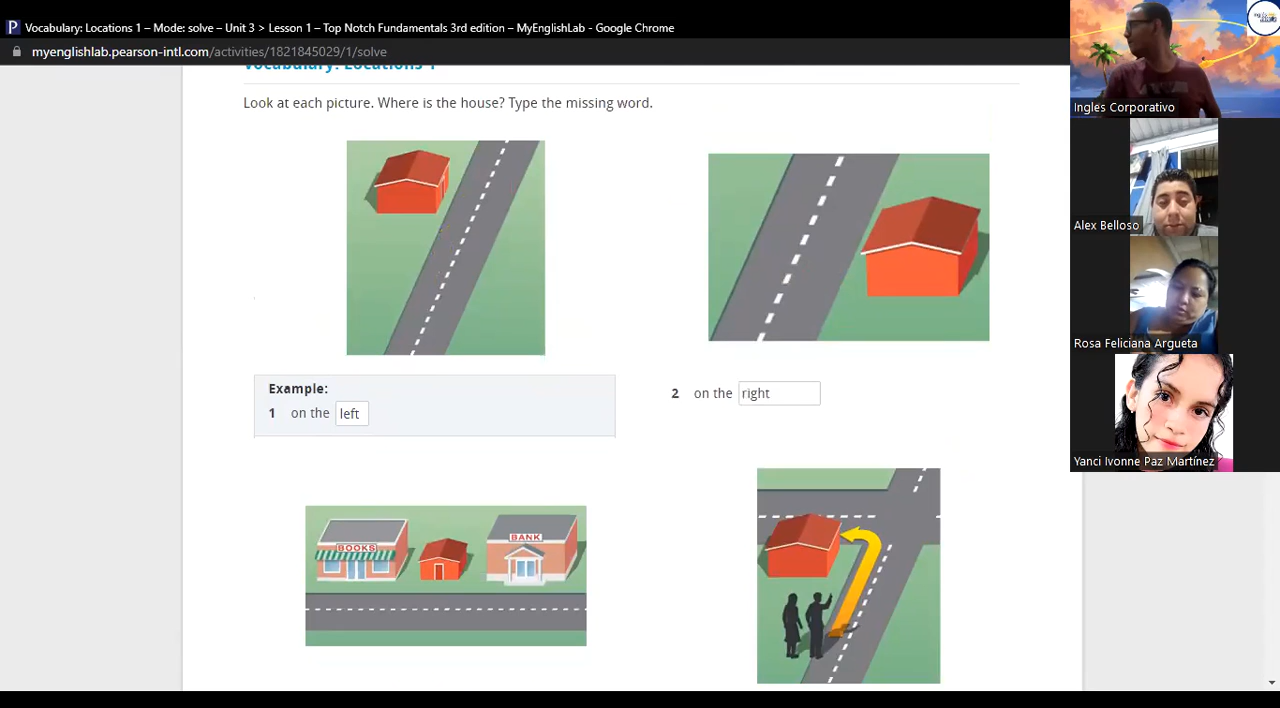 Vocabulary: Locations 1 – Mode: solve – Unit 3 > Lesson 1 – Top Notch Fundamentals 3rd edition – MyEnglishLab - Google Chrome
myenglishlab.pearson-intl.com/activities/1821845029/1/solve
Vocabulary: Locations 1
Look at each picture. Where is the house? Type the missing word.
Example:
1 on the left
2 on the right
BOOKS
BANK
Ingles Corporativo
Alex Belloso
Rosa Feliciana Argueta
Yanci Ivonne Paz Martínez